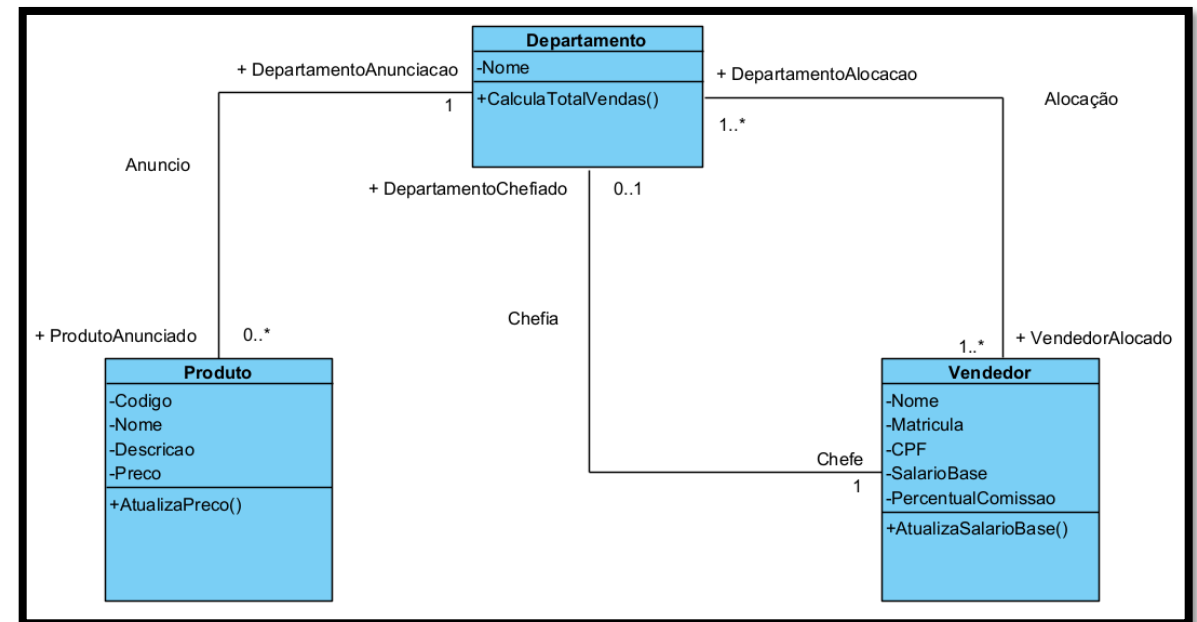 Departamento
-Nome
+CalculaTotalVendas()
+ DepartamentoAnunciacao
1
+ DepartamentoAlocacao
1..*
Alocação
Anuncio
+ DepartamentoChefiado
0..1
Chefia
+ ProdutoAnunciado
0..*
Produto
-Codigo
-Nome
-Descricao
-Preco
+AtualizaPreco()
Chefe
1
1..*
+ VendedorAlocado
Vendedor
-Nome
-Matricula
-CPF
-SalarioBase
-PercentualComissao
+AtualizaSalarioBase()